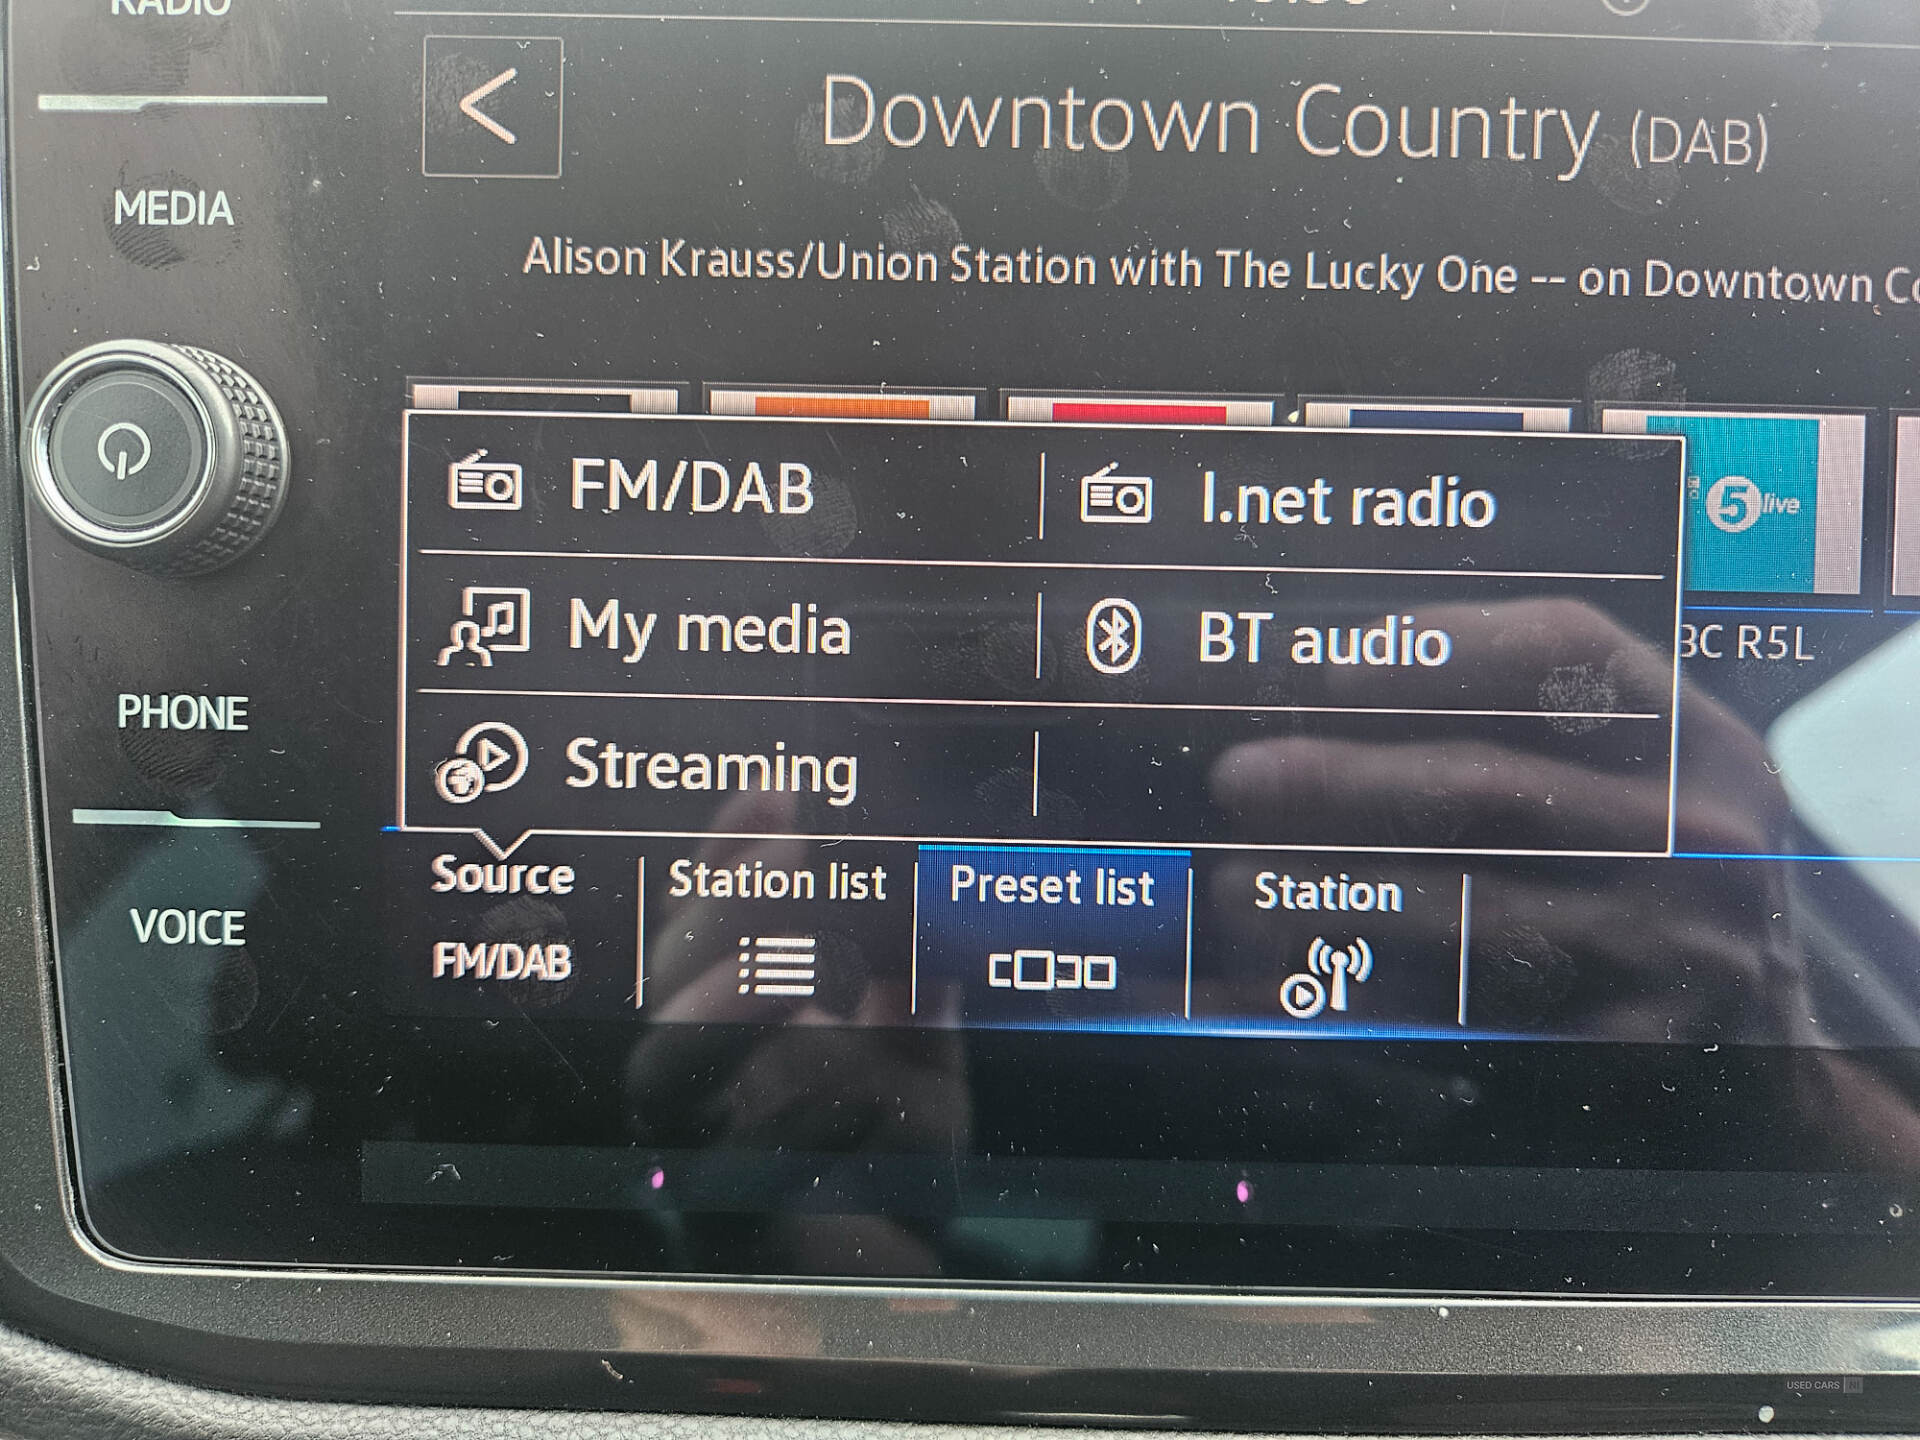 RADIO
MEDIA
PHONE
VOICE
Downtown Country (DAB)
Alison Krauss/Union Station with The Lucky One -- on Downtown
FM/DAB
I.net radio
5 live
My media
BT audio
BC R5L
Streaming
Source
Station list
Preset list
Station
FM/DAB
USED CARS NI